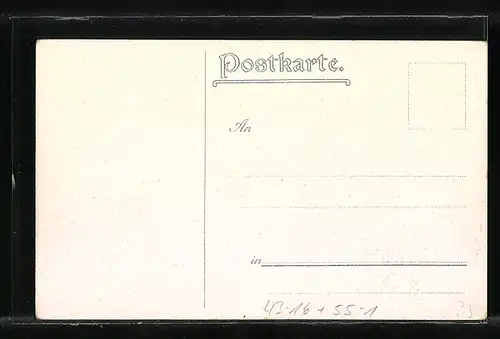 Postkarte.
An
in
43-16 + 55-1